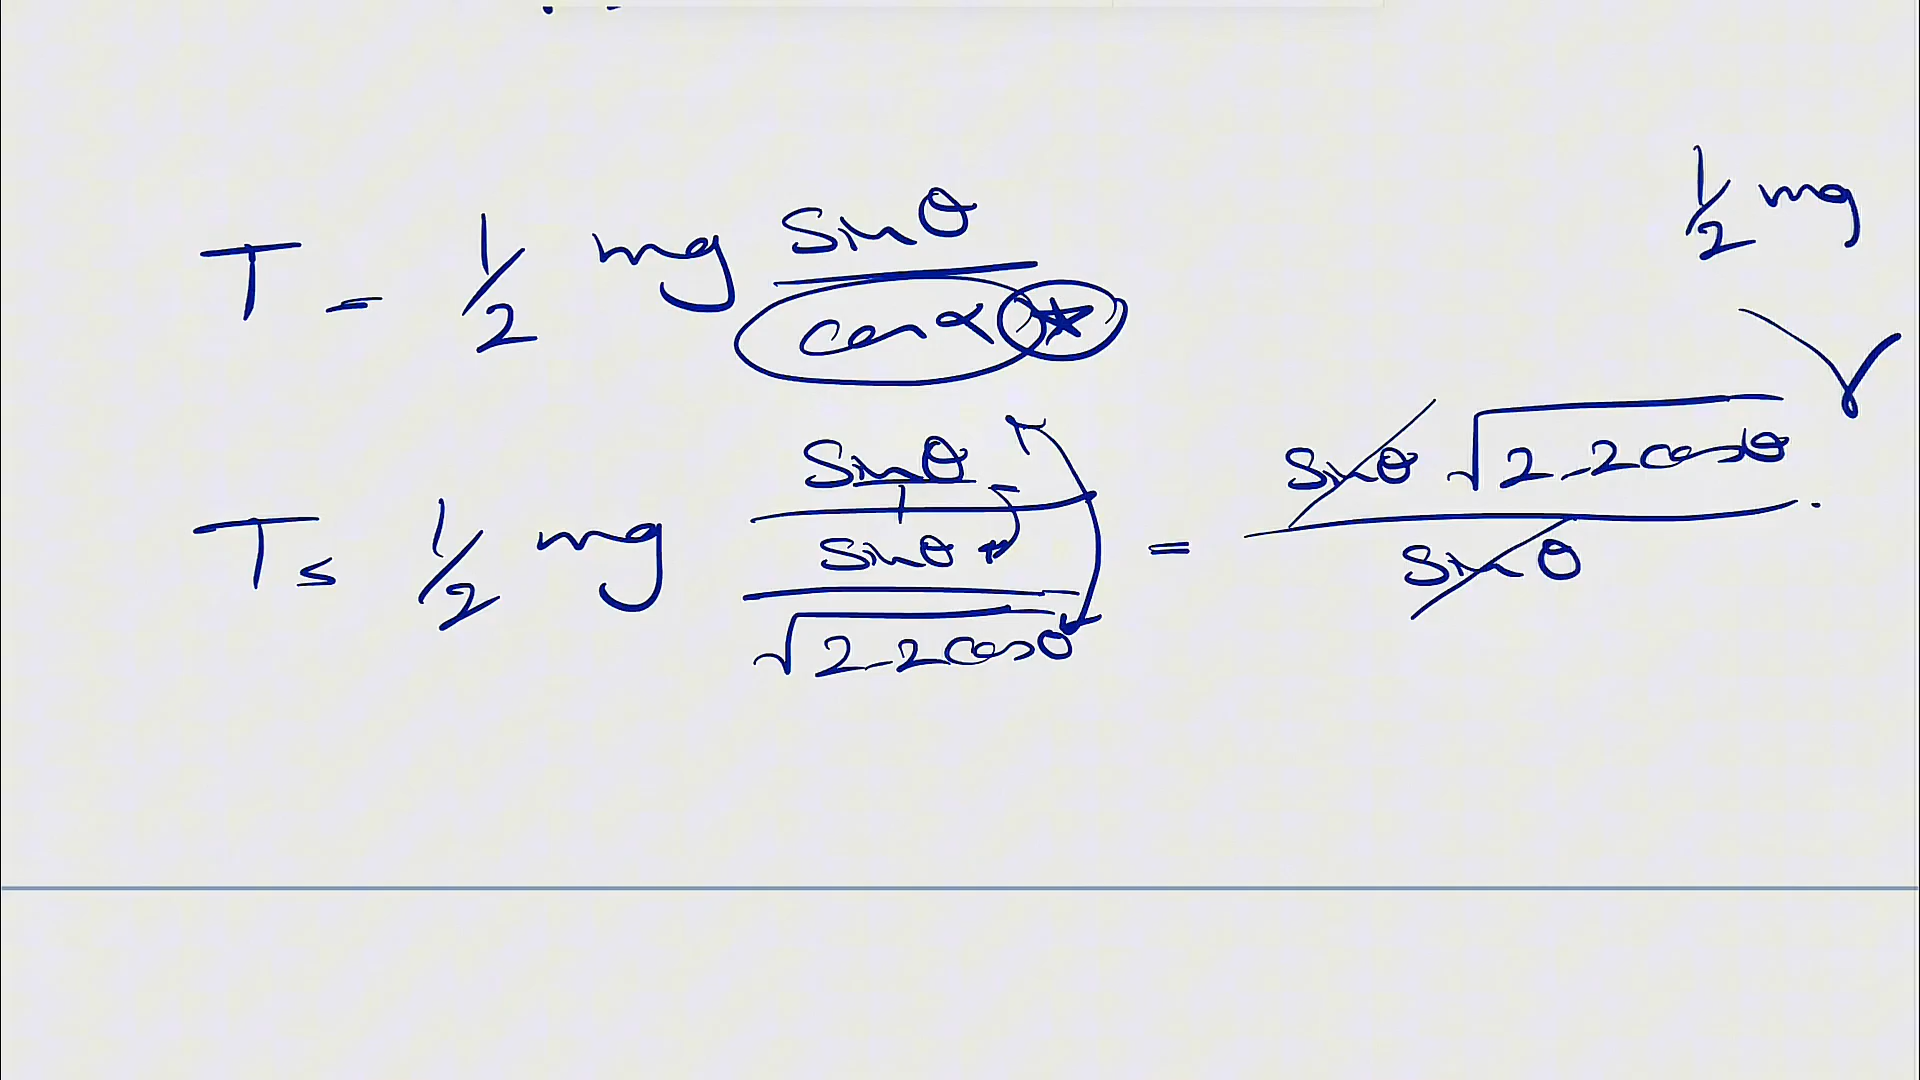 ½ mg
T = ½ mg sinθ / cosα ★
T = ½ mg (sinθ / 1) / (sinθ / √(2-2cosθ)) = sinθ √(2-2cosθ) / sinθ .